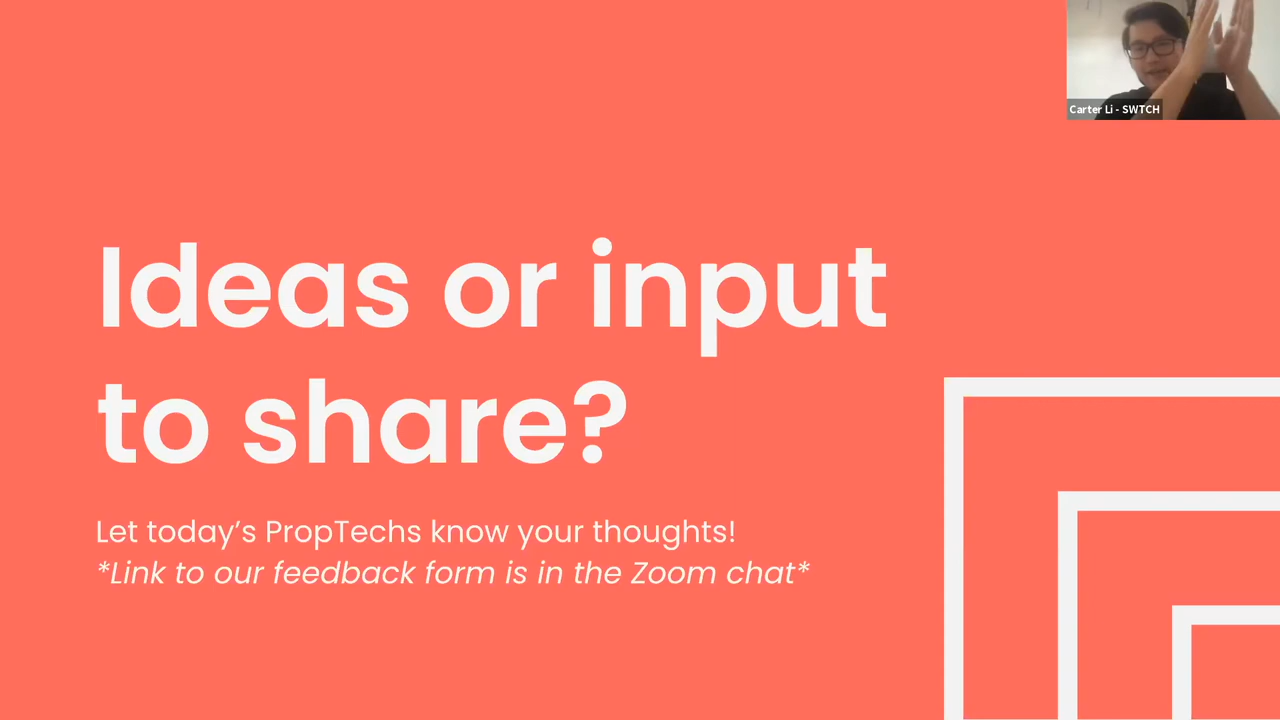 Carter Li - SWTCH
Ideas or input
to share?
Let today’s PropTechs know your thoughts!
*Link to our feedback form is in the Zoom chat*